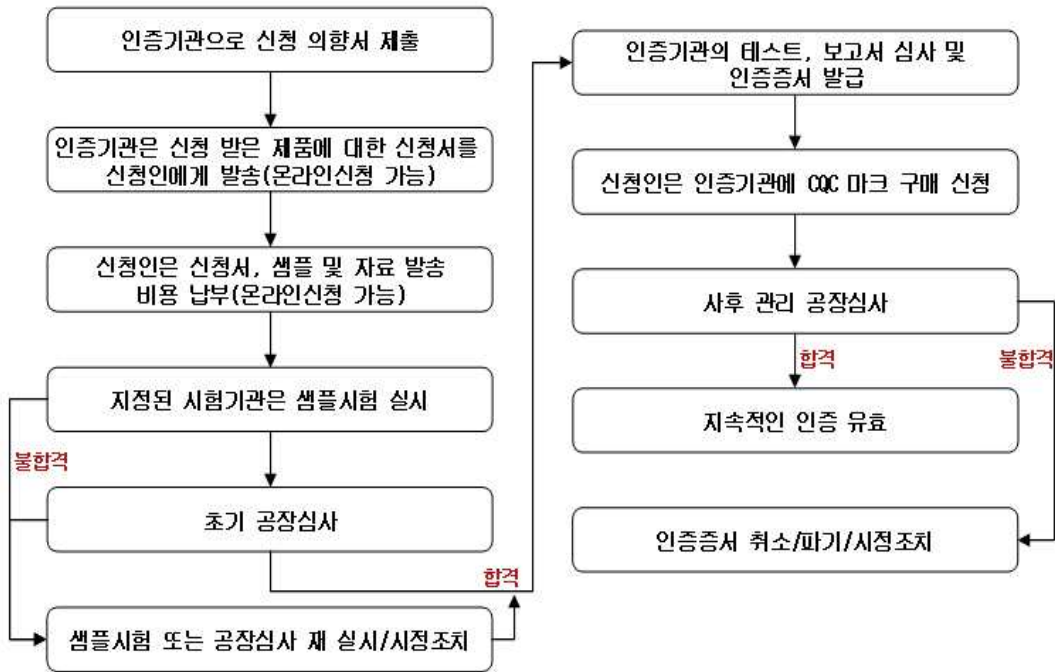 인증기관으로 신청 의향서 제출
인증기관은 신청 받은 제품에 대한 신청서를
신청인에게 발송(온라인신청 가능)
신청인은 신청서, 샘플 및 자료 발송
비용 납부(온라인신청 가능)
지정된 시험기관은 샘플시험 실시
불합격
초기 공장심사
합격
샘플시험 또는 공장심사 재 실시/시정조치
인증기관의 테스트, 보고서 심사 및
인증증서 발급
신청인은 인증기관에 CQC 마크 구매 신청
사후 관리 공장심사
합격
불합격
지속적인 인증 유효
인증증서 취소/파기/시정조치